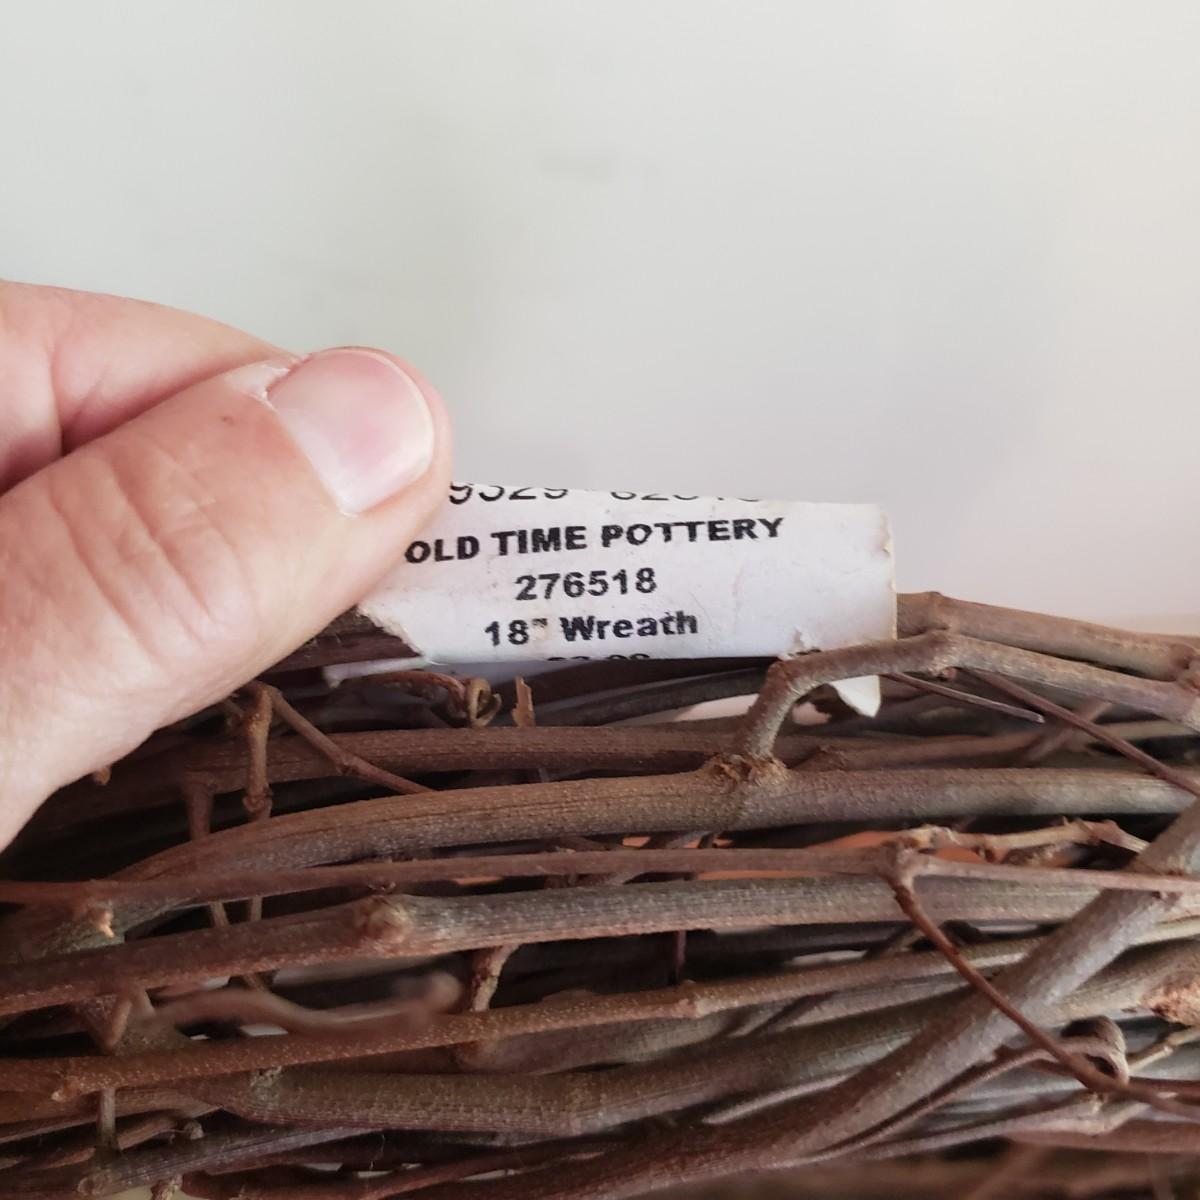 OLD TIME POTTERY
276518
18" Wreath